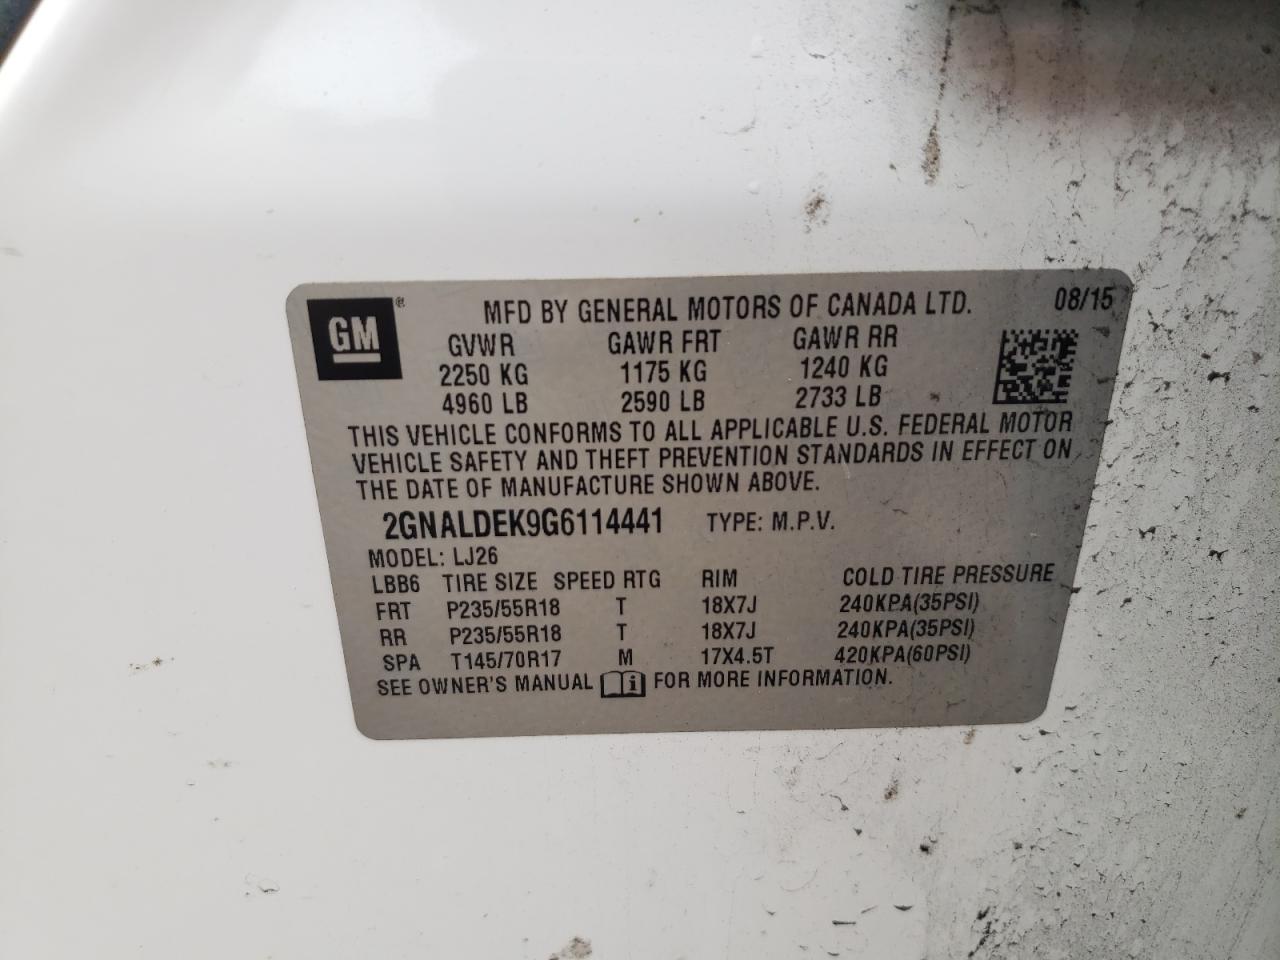 GM ® MFD BY GENERAL MOTORS OF CANADA LTD. 08/15
GVWR GAWR FRT GAWR RR
2250 KG 1175 KG 1240 KG
4960 LB 2590 LB 2733 LB
THIS VEHICLE CONFORMS TO ALL APPLICABLE U.S. FEDERAL MOTOR
VEHICLE SAFETY AND THEFT PREVENTION STANDARDS IN EFFECT ON
THE DATE OF MANUFACTURE SHOWN ABOVE.
2GNALDEK9G6114441 TYPE: M.P.V.
MODEL: LJ26
LBB6 TIRE SIZE SPEED RTG RIM COLD TIRE PRESSURE
FRT P235/55R18 T 18X7J 240KPA(35PSI)
RR P235/55R18 T 18X7J 240KPA(35PSI)
SPA T145/70R17 M 17X4.5T 420KPA(60PSI)
SEE OWNER'S MANUAL i FOR MORE INFORMATION.